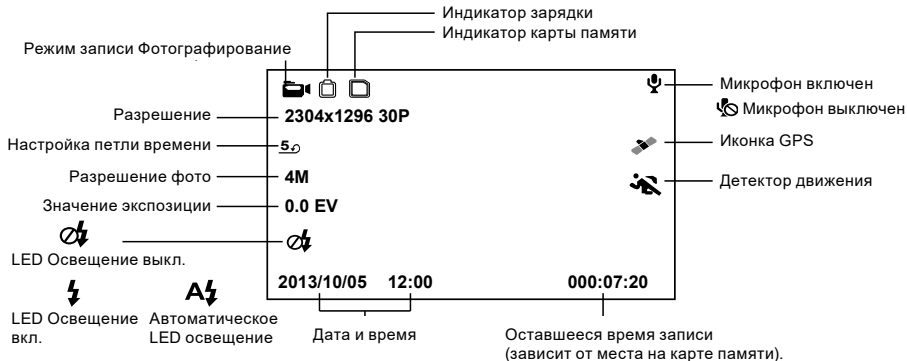 Индикатор зарядки
Индикатор карты памяти
Режим записи Фотографирование
Микрофон включен
Микрофон выключен
Разрешение
2304x1296 30P
Настройка петли времени
5
Иконка GPS
Разрешение фото
4M
Детектор движения
Значение экспозиции
0.0 EV
LED Освещение выкл.
2013/10/05 12:00 000:07:20
A
LED Освещение
вкл.
Автоматическое
LED освещение
Дата и время
Оставшееся время записи
(зависит от места на карте памяти).